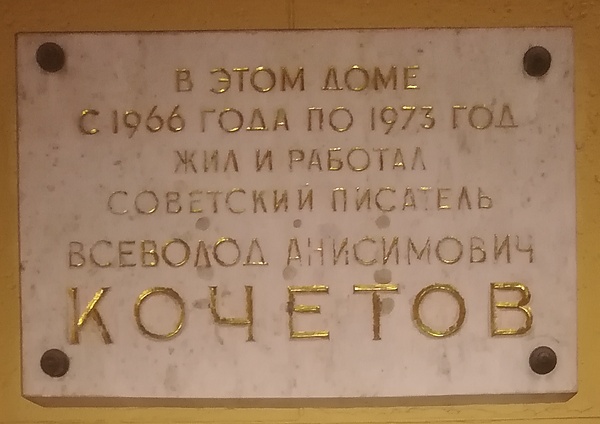 В ЭТОМ ДОМЕ
С 1966 ГОДА ПО 1973 ГОД
ЖИЛ И РАБОТАЛ
СОВЕТСКИЙ ПИСАТЕЛЬ
ВСЕВОЛОД АНИСИМОВИЧ
КОЧЕТОВ